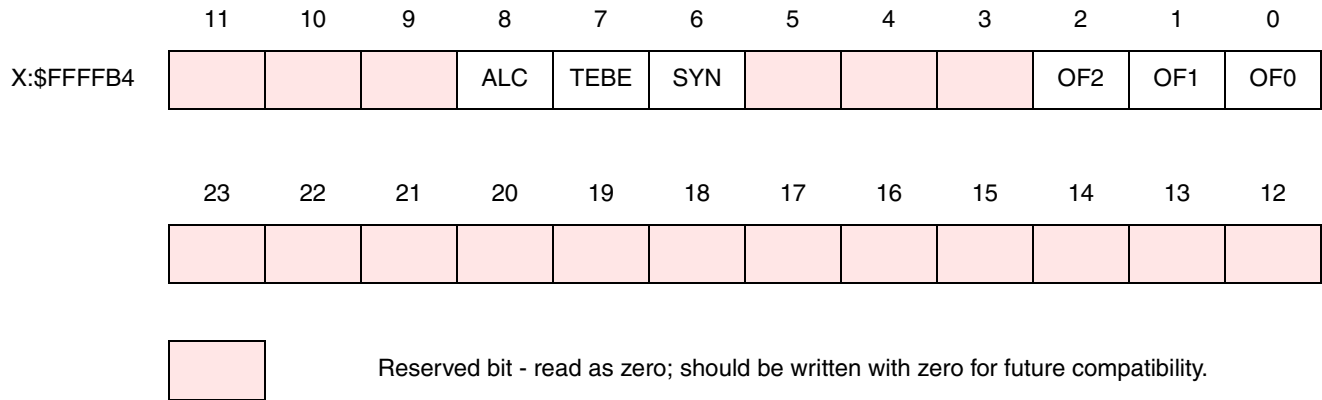 11 10 9 8 7 6 5 4 3 2 1 0
X:$FFFFB4 ALC TEBE SYN OF2 OF1 OF0
23 22 21 20 19 18 17 16 15 14 13 12
Reserved bit - read as zero; should be written with zero for future compatibility.